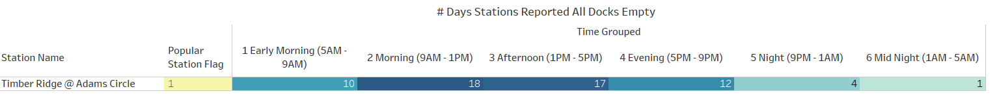 # Days Stations Reported All Docks Empty
Time Grouped
Station Name
Popular
Station Flag
1 Early Morning (5AM -
9AM)
2 Morning (9AM - 1PM)
3 Afternoon (1PM - 5PM)
4 Evening (5PM - 9PM)
5 Night (9PM - 1AM)
6 Mid Night (1AM - 5AM)
Timber Ridge @ Adams Circle 1 10 18 17 12 4 1